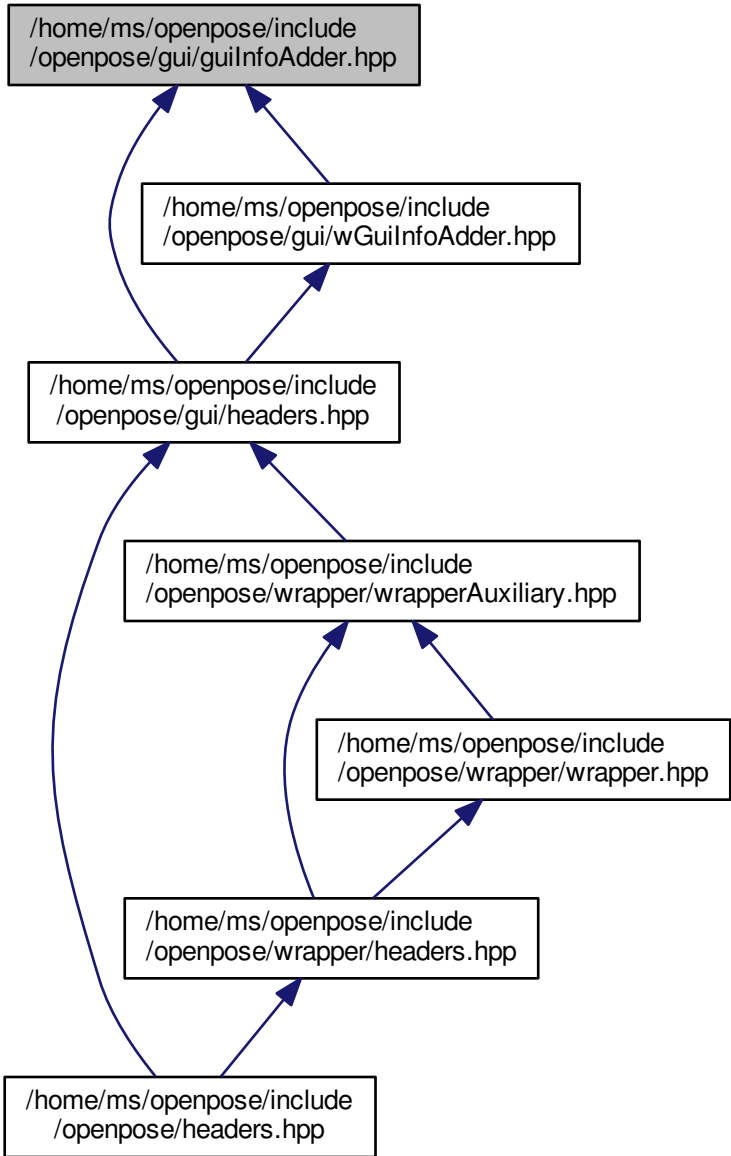 /home/ms/openpose/include
/openpose/gui/guiInfoAdder.hpp
/home/ms/openpose/include
/openpose/gui/wGuiInfoAdder.hpp
/home/ms/openpose/include
/openpose/gui/headers.hpp
/home/ms/openpose/include
/openpose/wrapper/wrapperAuxiliary.hpp
/home/ms/openpose/include
/openpose/wrapper/wrapper.hpp
/home/ms/openpose/include
/openpose/wrapper/headers.hpp
/home/ms/openpose/include
/openpose/headers.hpp